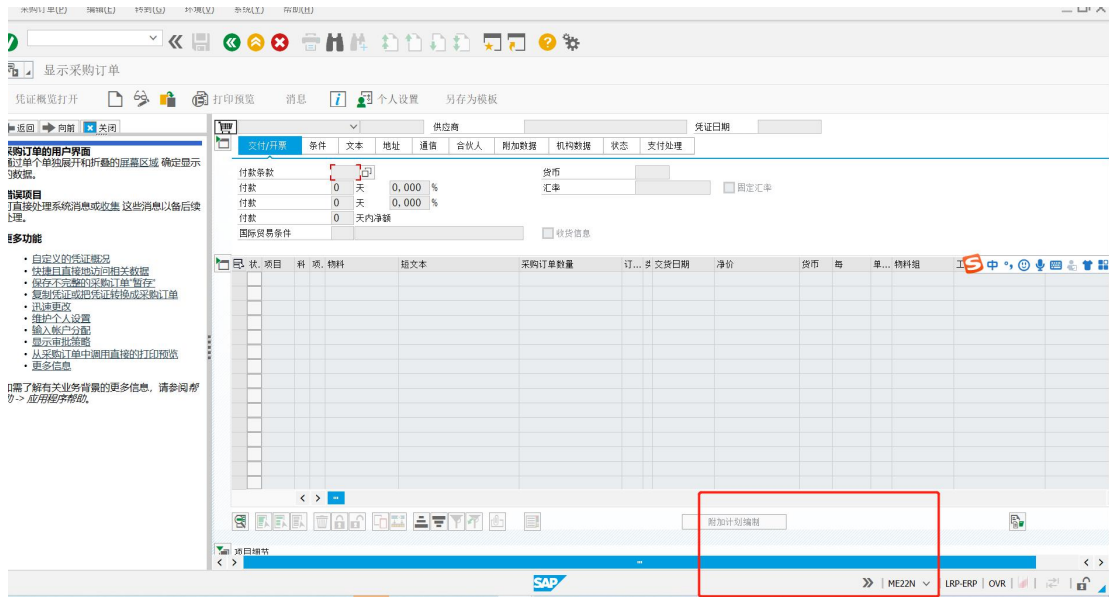 采购订单(P) 编辑(E) 转到(G) 环境(V) 系统(Y) 帮助(H)
显示采购订单
凭证概览打开 打印预览 消息 个人设置 另存为模板
返回 向前 关闭
供应商 凭证日期
交付/开票 条件 文本 地址 通信 合伙人 附加数据 机构数据 状态 支付处理
采购订单的用户界面
通过单个单独展开和折叠的屏幕区域 确定显示
的数据。
错误项目
可直接处理系统消息或收集 这些消息以备后续
处理。
更多功能
• 自定义的凭证概况
• 快捷且直接地访问相关数据
• 保存不完整的采购订单"暂存"
• 复制凭证或把凭证转换成采购订单
• 迅速更改
• 维护个人设置
• 输入帐户分配
• 显示审批策略
• 从采购订单中调用直接的打印预览
• 更多信息
如需了解有关业务背景的更多信息，请参阅帮
助 -> 应用程序帮助。
付款条款 货币
付款 0 天 0,000 % 汇率 固定汇率
付款 0 天 0,000 %
付款 0 天内净额
国际贸易条件 收货信息
状. 项目 科 项. 物料 短文本 采购订单数量 订... 交货日期 净价 货币 每 单... 物料组 工
中
附加计划编制
项目细节
SAP ME22N LRP-ERP OVR